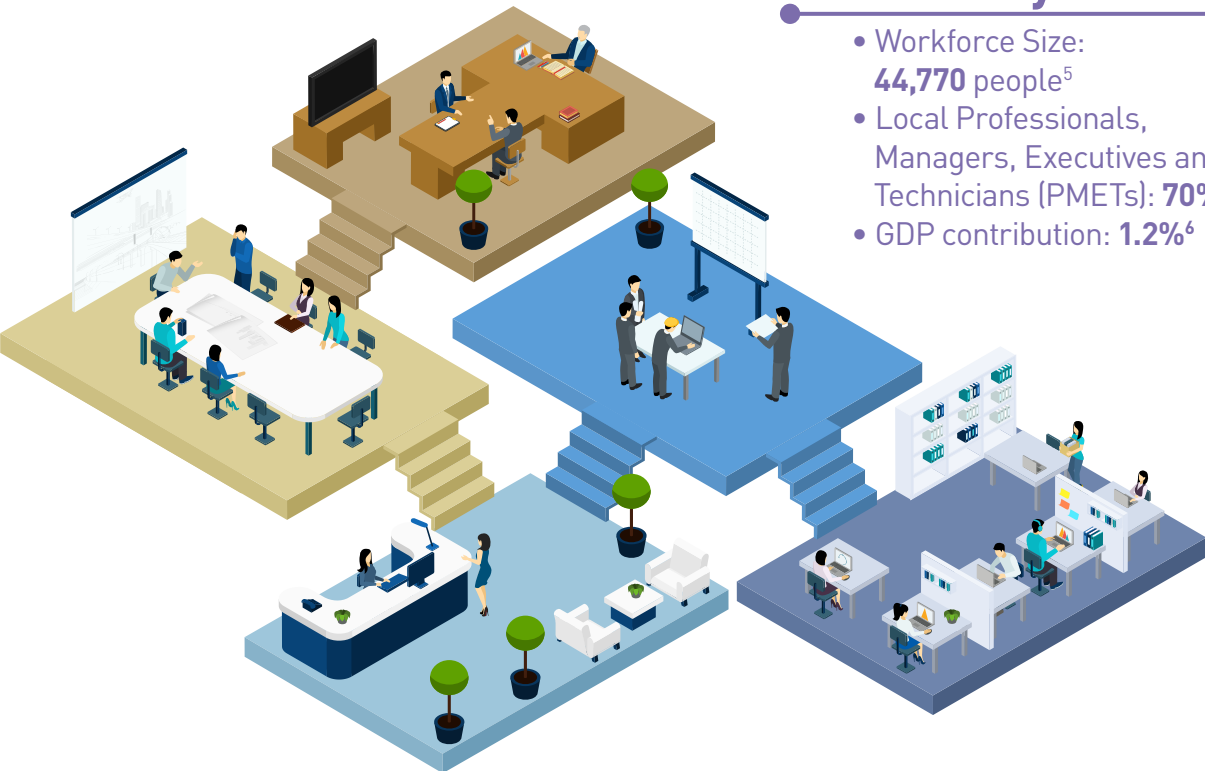 • Workforce Size:
44,770 people⁵
• Local Professionals,
Managers, Executives
Technicians (PMETs):
• GDP contribution: 1.2%⁶